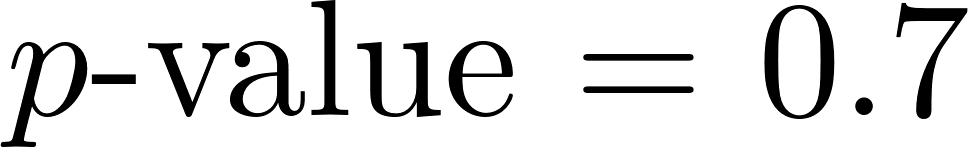 p-value = 0.7